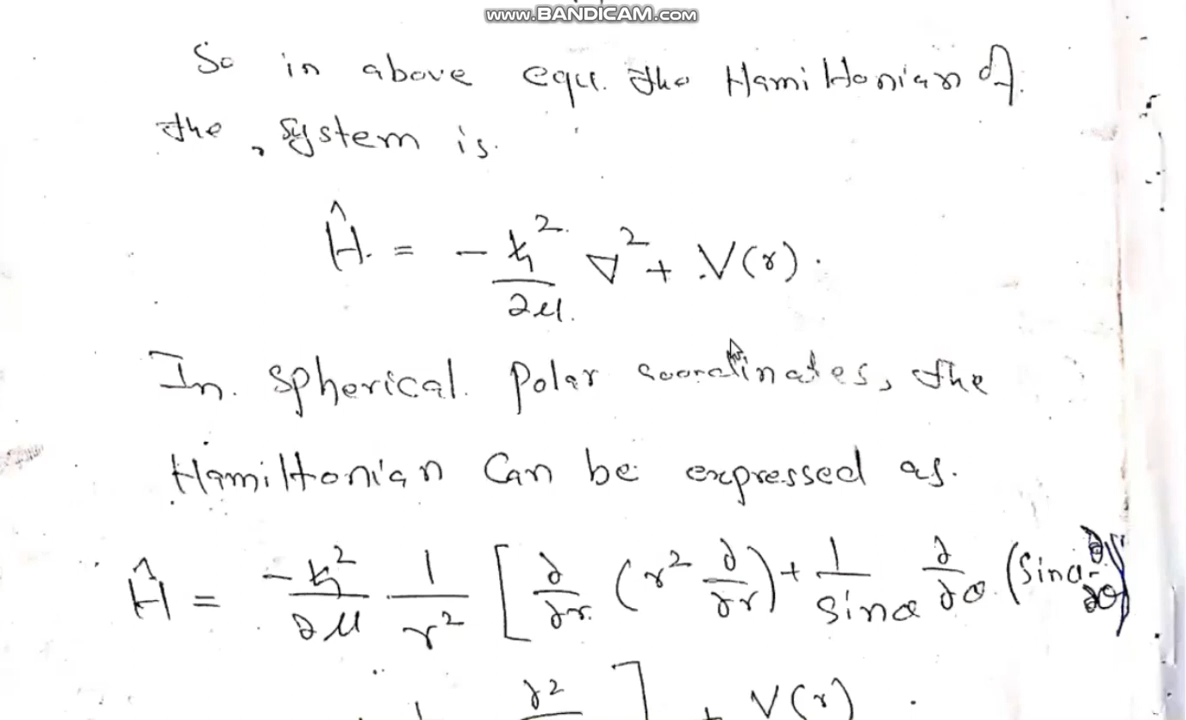 www.BANDICAM.com
So in above equ. the Hamiltonian of
the, system is.
Ĥ. = -ħ²/2μ. ∇² + V(r).
In. spherical. Polar coordinates, the
Hamiltonian Can be expressed as.
Ĥ = -ħ²/2μ 1/r² [∂/∂r. (r² ∂/∂r) + 1/Sinθ ∂/∂θ. (Sinθ ∂/∂θ)
∂² ] + V(r).